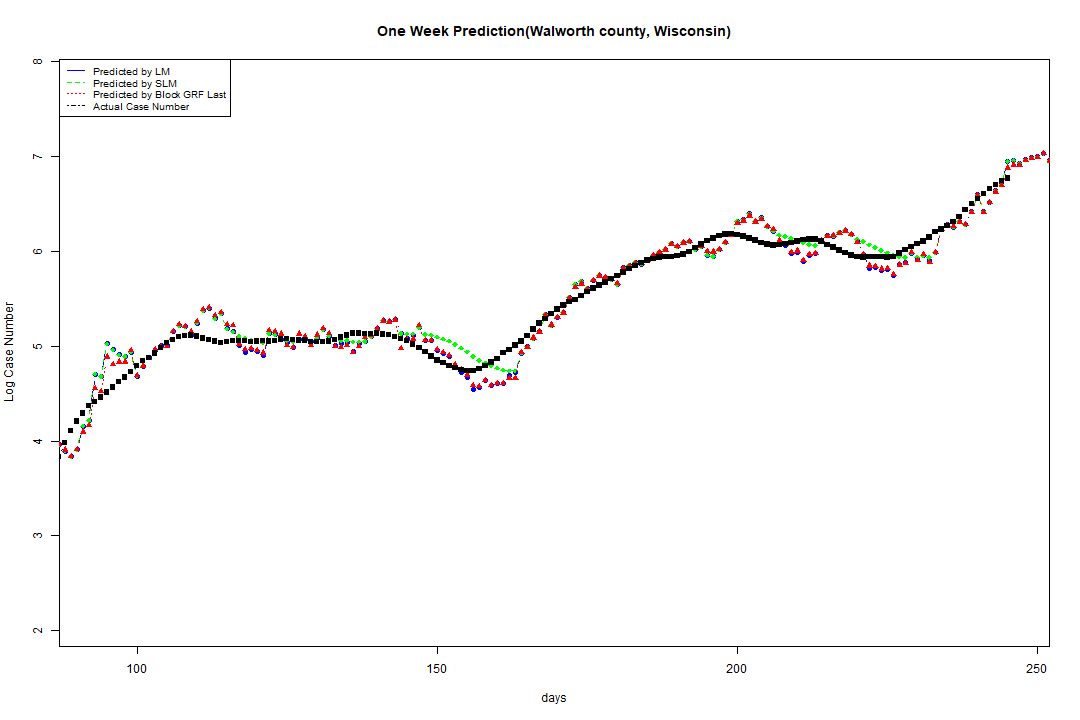 One Week Prediction(Walworth county, Wisconsin)
Predicted by LM
Predicted by SLM
Predicted by Block GRF Last
Actual Case Number
8
7
6
5
4
3
2
Log Case Number
100 150 200 250
days